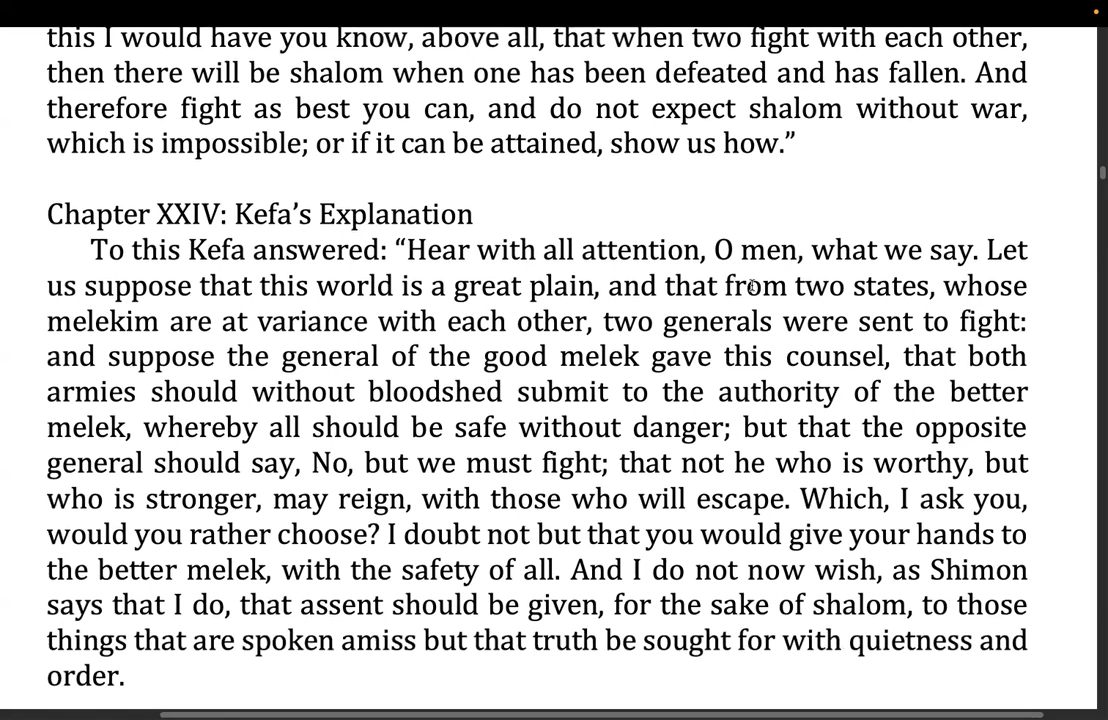 this I would have you know, above all, that when two fight with each other,
then there will be shalom when one has been defeated and has fallen. And
therefore fight as best you can, and do not expect shalom without war,
which is impossible; or if it can be attained, show us how.”
Chapter XXIV: Kefa’s Explanation
To this Kefa answered: “Hear with all attention, O men, what we say. Let
us suppose that this world is a great plain, and that from two states, whose
melekim are at variance with each other, two generals were sent to fight:
and suppose the general of the good melek gave this counsel, that both
armies should without bloodshed submit to the authority of the better
melek, whereby all should be safe without danger; but that the opposite
general should say, No, but we must fight; that not he who is worthy, but
who is stronger, may reign, with those who will escape. Which, I ask you,
would you rather choose? I doubt not but that you would give your hands to
the better melek, with the safety of all. And I do not now wish, as Shimon
says that I do, that assent should be given, for the sake of shalom, to those
things that are spoken amiss but that truth be sought for with quietness and
order.